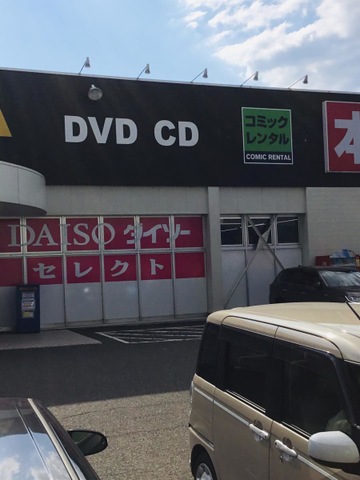 DVD CD
コミック
レンタル
COMIC RENTAL
本
DAISO ダイソー
セレクト